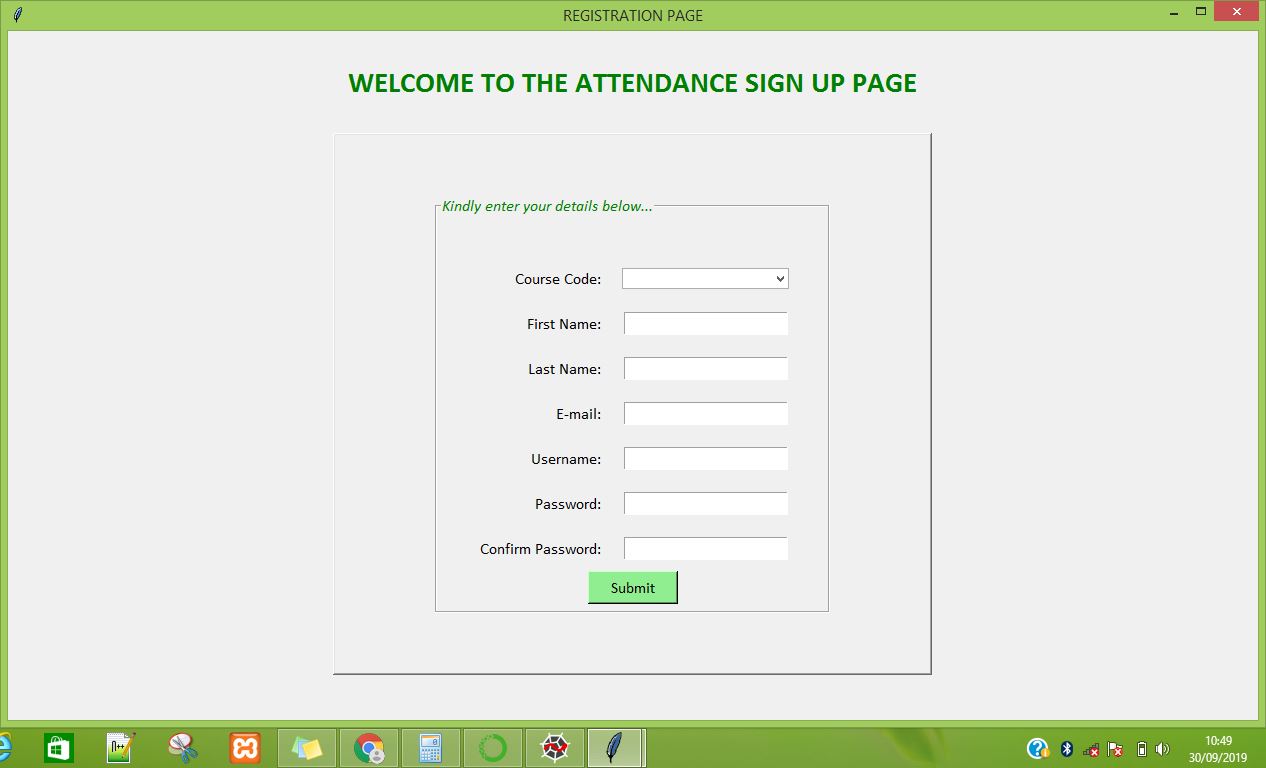 REGISTRATION PAGE
WELCOME TO THE ATTENDANCE SIGN UP PAGE
Kindly enter your details below...
Course Code:
First Name:
Last Name:
E-mail:
Username:
Password:
Confirm Password:
Submit
10:49
30/09/2019